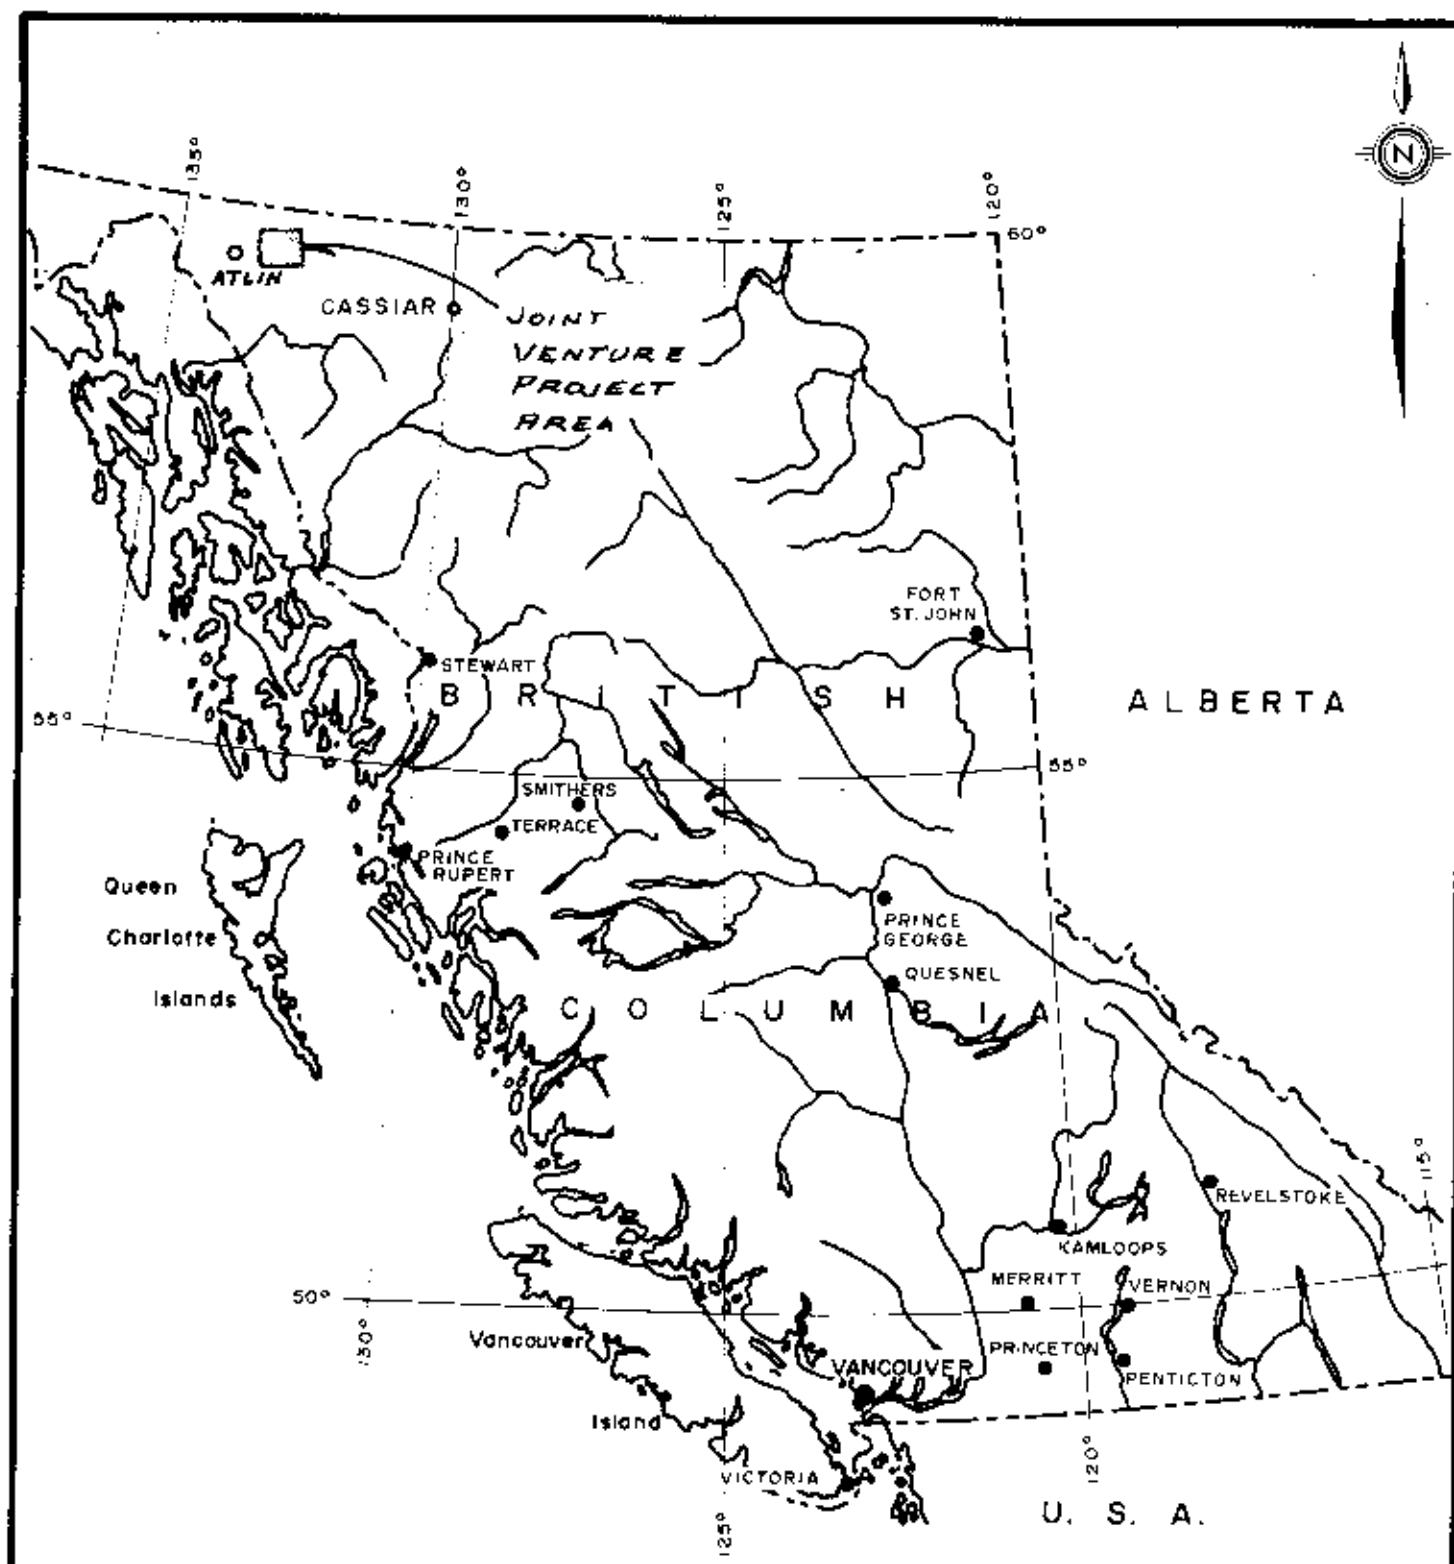 N
135°
130°
125°
120°
60°
ATLIN
CASSIAR
JOINT
VENTURE
PROJECT
AREA
FORT
ST. JOHN
STEWART
BRITISH
ALBERTA
55°
55°
SMITHERS
TERRACE
PRINCE
RUPERT
Queen
Charlotte
Islands
PRINCE
GEORGE
QUESNEL
COLUMBIA
115°
REVELSTOKE
KAMLOOPS
MERRITT
VERNON
50°
130°
Vancouver
Island
PRINCETON
PENTICTON
VANCOUVER
VICTORIA
125°
120°
U. S. A.